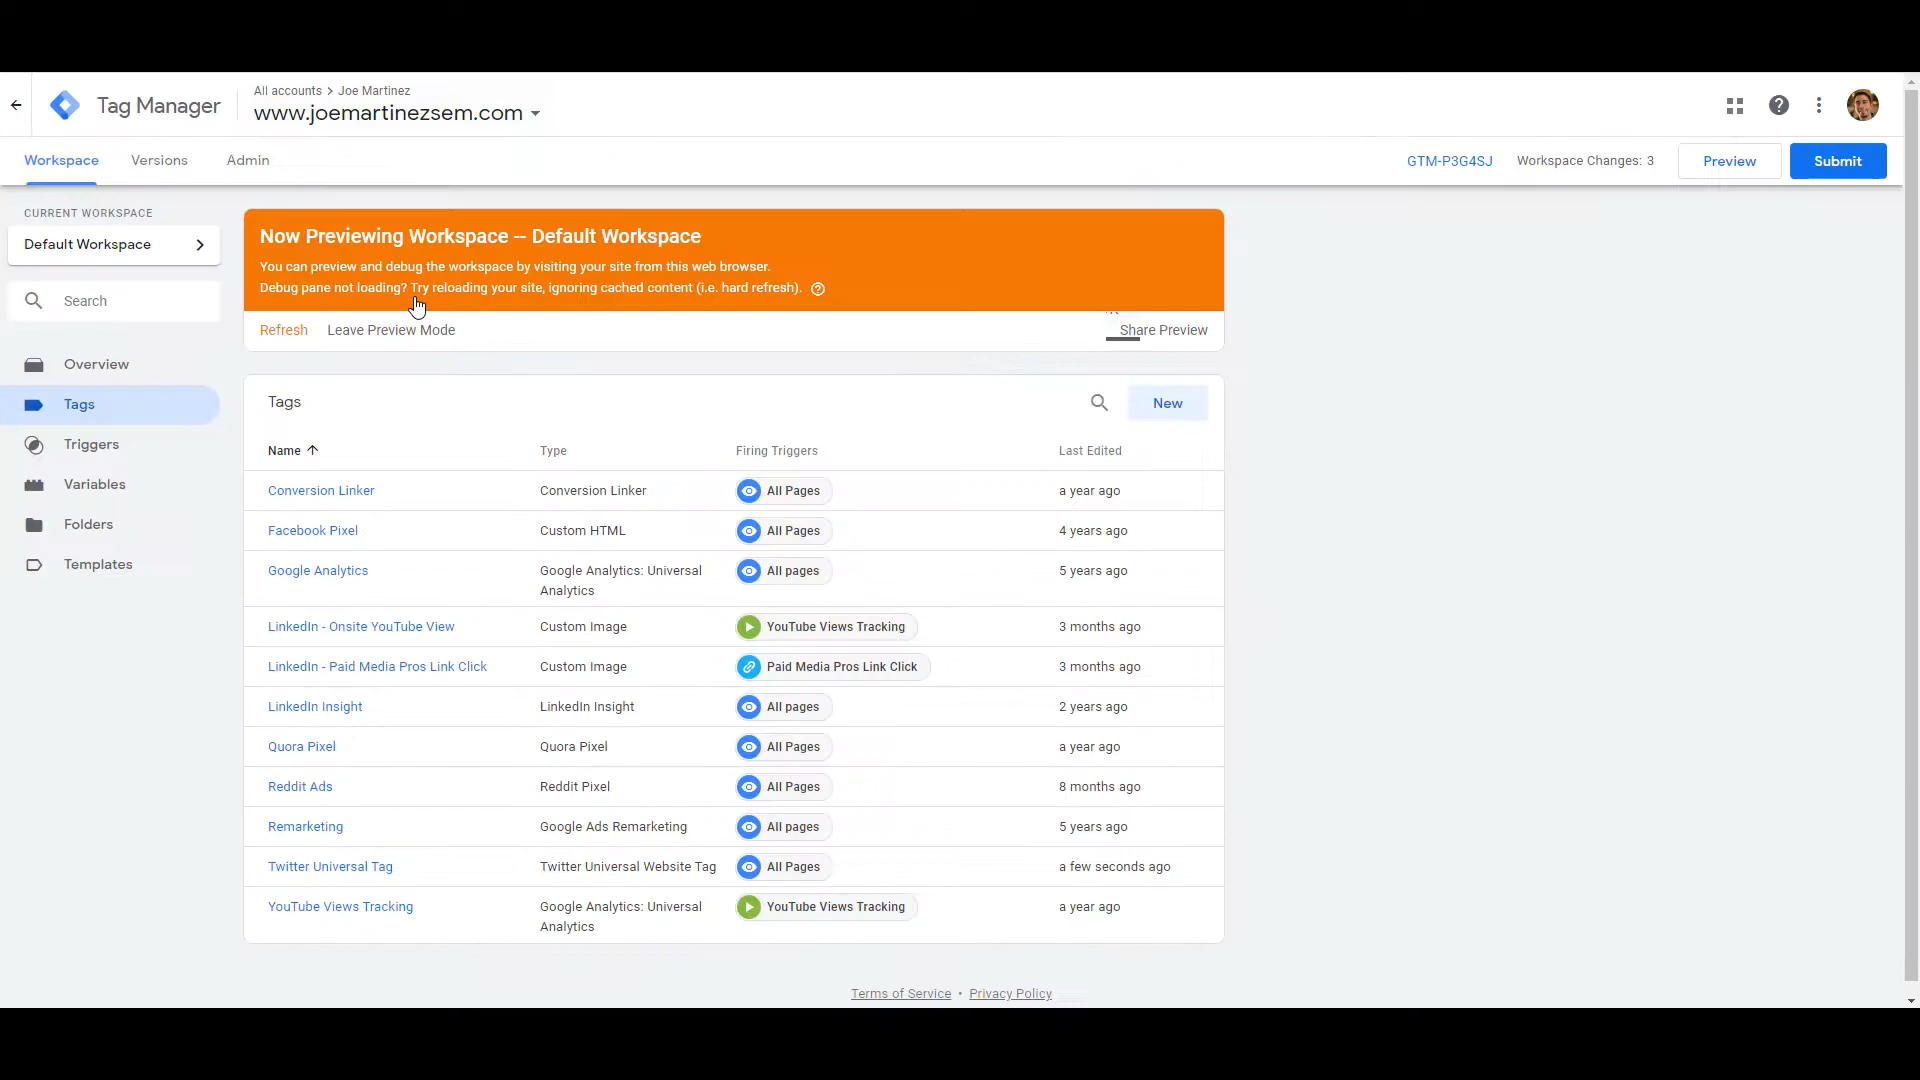 All accounts > Joe Martinez
Tag Manager
www.joemartinezsem.com
Workspace Versions Admin
GTM-P3G4SJ Workspace Changes: 3 Preview Submit
CURRENT WORKSPACE
Default Workspace
Search
Overview
Tags
Triggers
Variables
Folders
Templates
Now Previewing Workspace -- Default Workspace
You can preview and debug the workspace by visiting your site from this web browser.
Debug pane not loading? Try reloading your site, ignoring cached content (i.e. hard refresh).
Refresh Leave Preview Mode Share Preview
Tags New
Name Type Firing Triggers Last Edited
Conversion Linker Conversion Linker All Pages a year ago
Facebook Pixel Custom HTML All Pages 4 years ago
Google Analytics Google Analytics: Universal All pages 5 years ago
Analytics
LinkedIn - Onsite YouTube View Custom Image YouTube Views Tracking 3 months ago
LinkedIn - Paid Media Pros Link Click Custom Image Paid Media Pros Link Click 3 months ago
LinkedIn Insight LinkedIn Insight All pages 2 years ago
Quora Pixel Quora Pixel All Pages a year ago
Reddit Ads Reddit Pixel All Pages 8 months ago
Remarketing Google Ads Remarketing All pages 5 years ago
Twitter Universal Tag Twitter Universal Website Tag All Pages a few seconds ago
YouTube Views Tracking Google Analytics: Universal YouTube Views Tracking a year ago
Analytics
Terms of Service • Privacy Policy